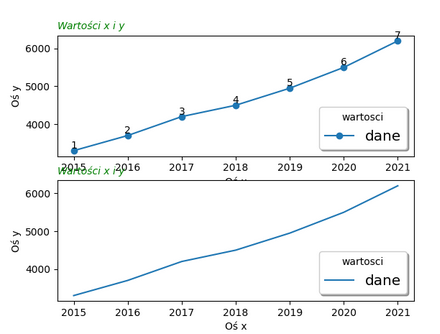 Wartości x i y
7
6000
6
5
5000
4
3
2
4000
1
wartosci
dane
Oś y
2015 2016 2017 2018 2019 2020 2021
Oś x
Wartości x i y
6000
5000
4000
wartosci
dane
Oś y
2015 2016 2017 2018 2019 2020 2021
Oś x